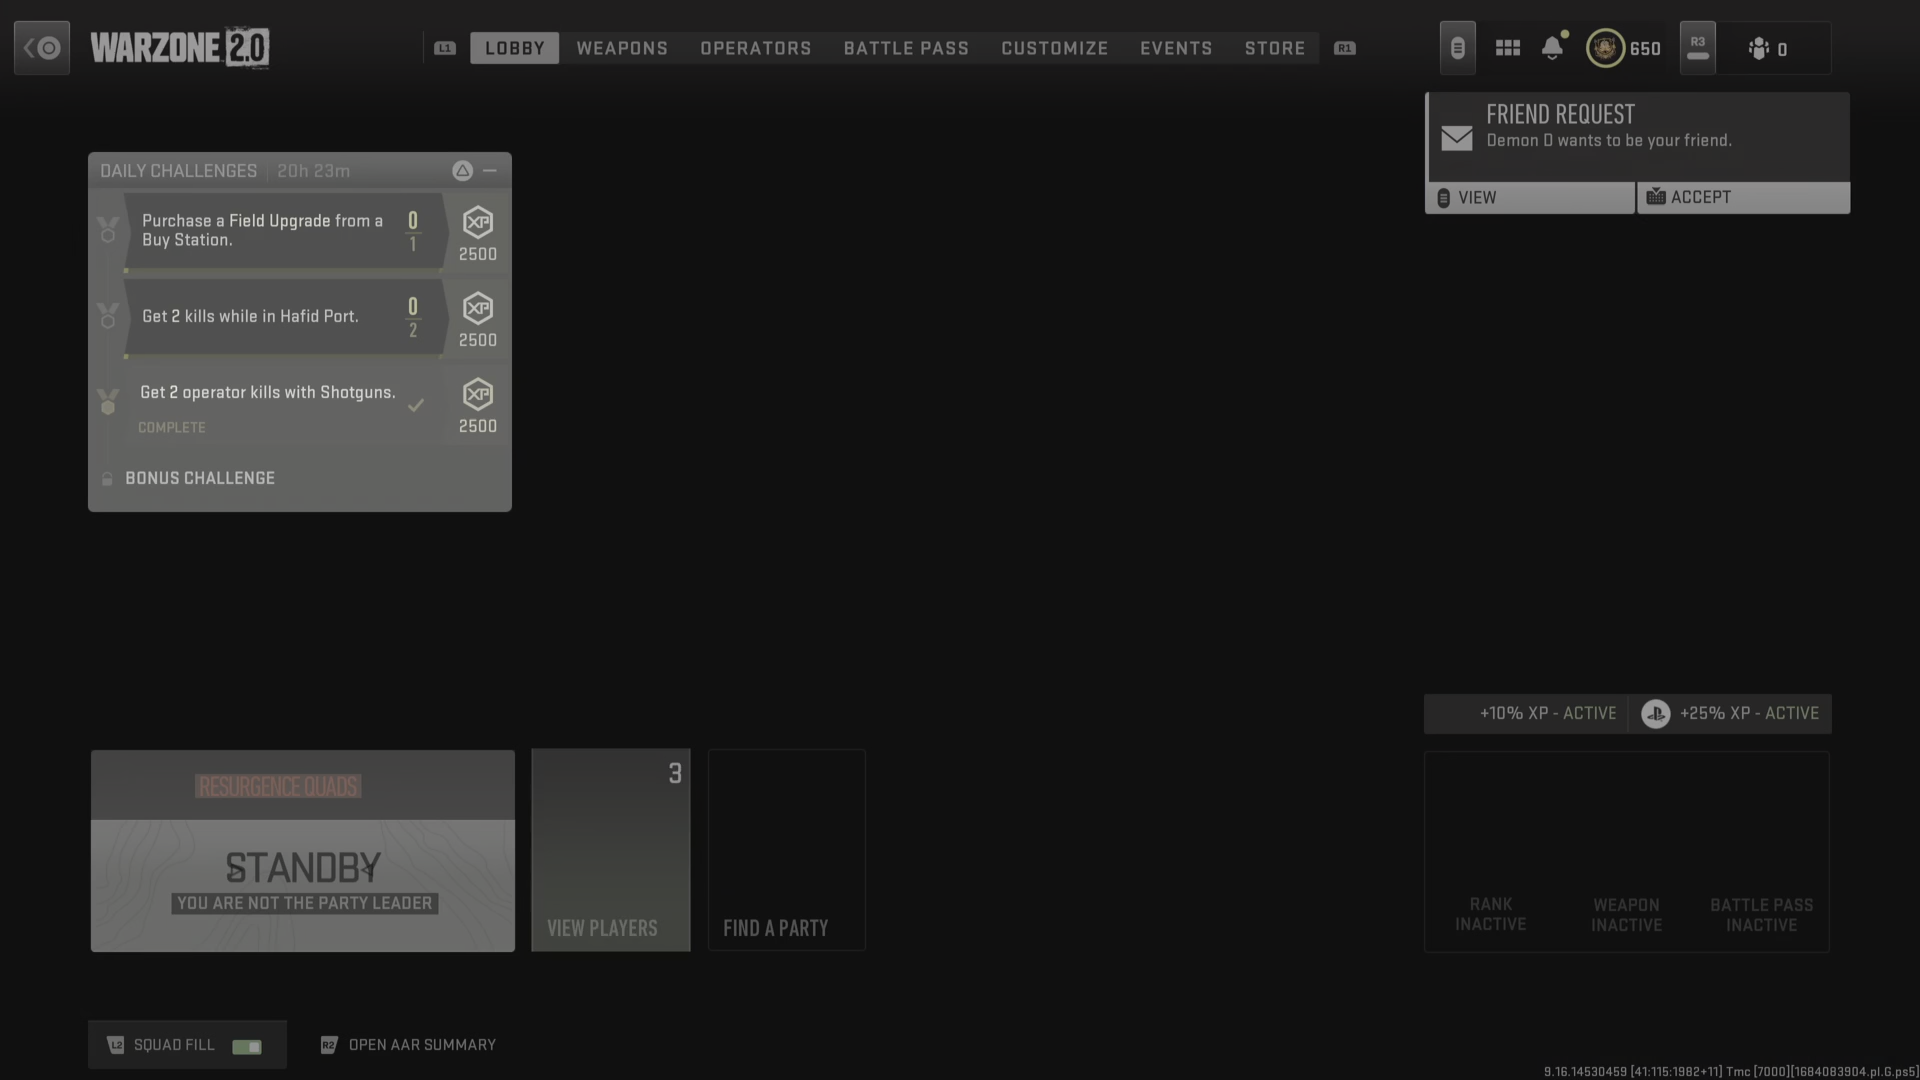 WARZONE 2.0
L1 LOBBY WEAPONS OPERATORS BATTLE PASS CUSTOMIZE EVENTS STORE R1
650
R3
0
FRIEND REQUEST
Demon D wants to be your friend.
VIEW
ACCEPT
DAILY CHALLENGES 20h 23m
Purchase a Field Upgrade from a
Buy Station.
0
1
XP
2500
Get 2 kills while in Hafid Port.
0
2
XP
2500
Get 2 operator kills with Shotguns.
COMPLETE
XP
2500
BONUS CHALLENGE
+10% XP - ACTIVE
+25% XP - ACTIVE
RESURGENCE QUADS
STANDBY
YOU ARE NOT THE PARTY LEADER
3
VIEW PLAYERS
FIND A PARTY
RANK
INACTIVE
WEAPON
INACTIVE
BATTLE PASS
INACTIVE
L2 SQUAD FILL
R2 OPEN AAR SUMMARY
9.16.14530459 [41:115:1982+11] Tmc [7000][1684083904.pl.G.ps5]